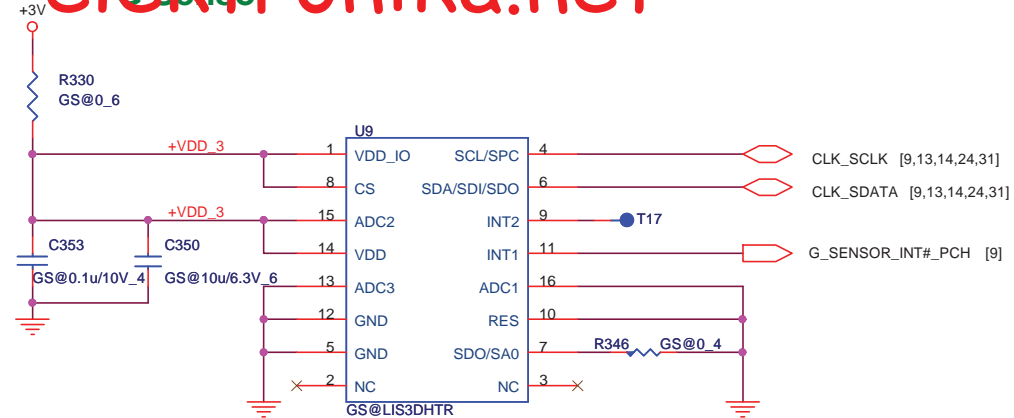 +3V
R330
GS@0_6
U9
+VDD_3
1 VDD_IO SCL/SPC 4 CLK_SCLK [9,13,14,24,31]
8 CS SDA/SDI/SDO 6 CLK_SDATA [9,13,14,24,31]
+VDD_3
15 ADC2 INT2 9 T17
C353 C350
14 VDD INT1 11 G_SENSOR_INT#_PCH [9]
GS@0.1u/10V_4 GS@10u/6.3V_6
13 ADC3 ADC1 16
12 GND RES 10
5 GND SDO/SA0 7 R346 GS@0_4
2 NC NC 3
GS@LIS3DHTR